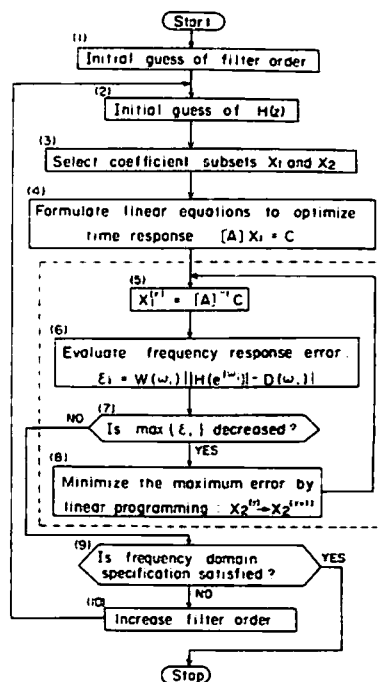 Start
(1)
Initial guess of filter order
(2)
Initial guess of H(z)
(3)
Select coefficient subsets X1 and X2
(4)
Formulate linear equations to optimize
time response [A] X1 = C
(5)
X1^(r) = [A]^-1 C
(6)
Evaluate frequency response error
εi = W(ωi) ||H(e^jωi)| - D(ωi)|
(7)
NO
Is max{εi} decreased?
YES
(8)
Minimize the maximum error by
linear programming : X2^(r) → X2^(r+1)
(9)
Is frequency domain
specification satisfied?
YES
NO
(10)
Increase filter order
Stop